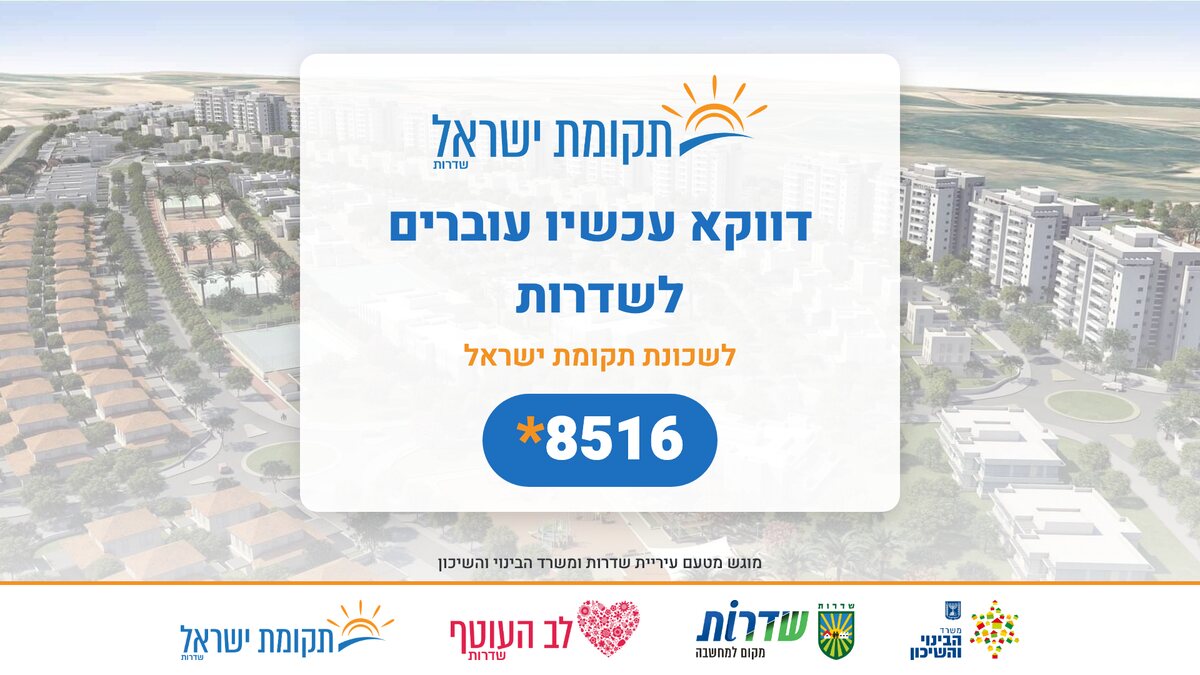 תקומת ישראל
שדרות
דווקא עכשיו עוברים
לשדרות
לשכונת תקומת ישראל
*8516
מוגש מטעם עיריית שדרות ומשרד הבינוי והשיכון
משרד
הבינוי
והשיכון
שדרות
שדרות
מקום למחשבה
לב העוטף
שדרות
תקומת ישראל
שדרות